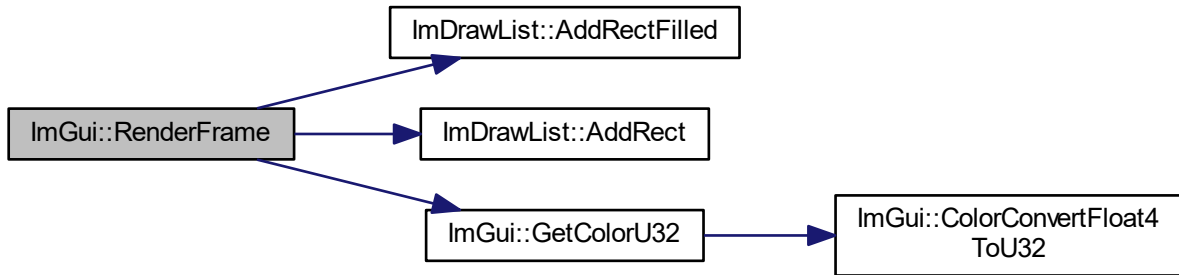 ImDrawList::AddRectFilled
ImGui::RenderFrame
ImDrawList::AddRect
ImGui::GetColorU32
ImGui::ColorConvertFloat4
ToU32